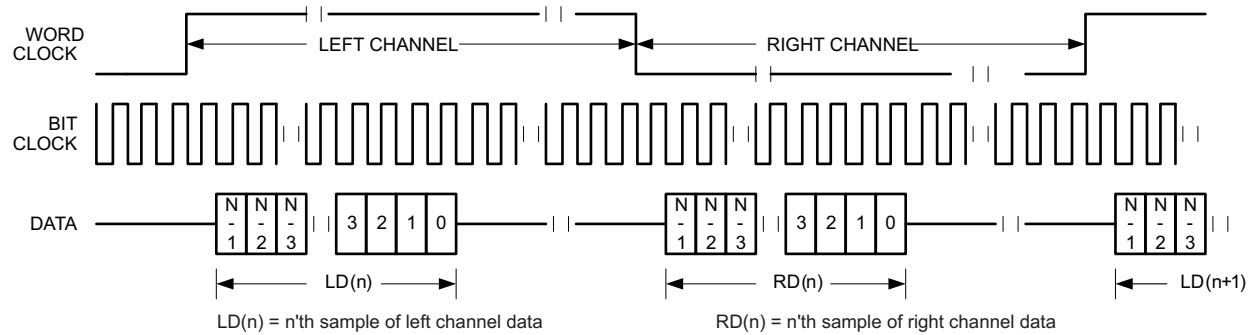 WORD
CLOCK
LEFT CHANNEL
RIGHT CHANNEL
BIT
CLOCK
DATA
N
-
1
N
-
2
N
-
3
3 2 1 0
N
-
1
N
-
2
N
-
3
3 2 1 0
N
-
1
N
-
2
N
-
3
LD(n)
RD(n)
LD(n+1)
LD(n) = n'th sample of left channel data
RD(n) = n'th sample of right channel data